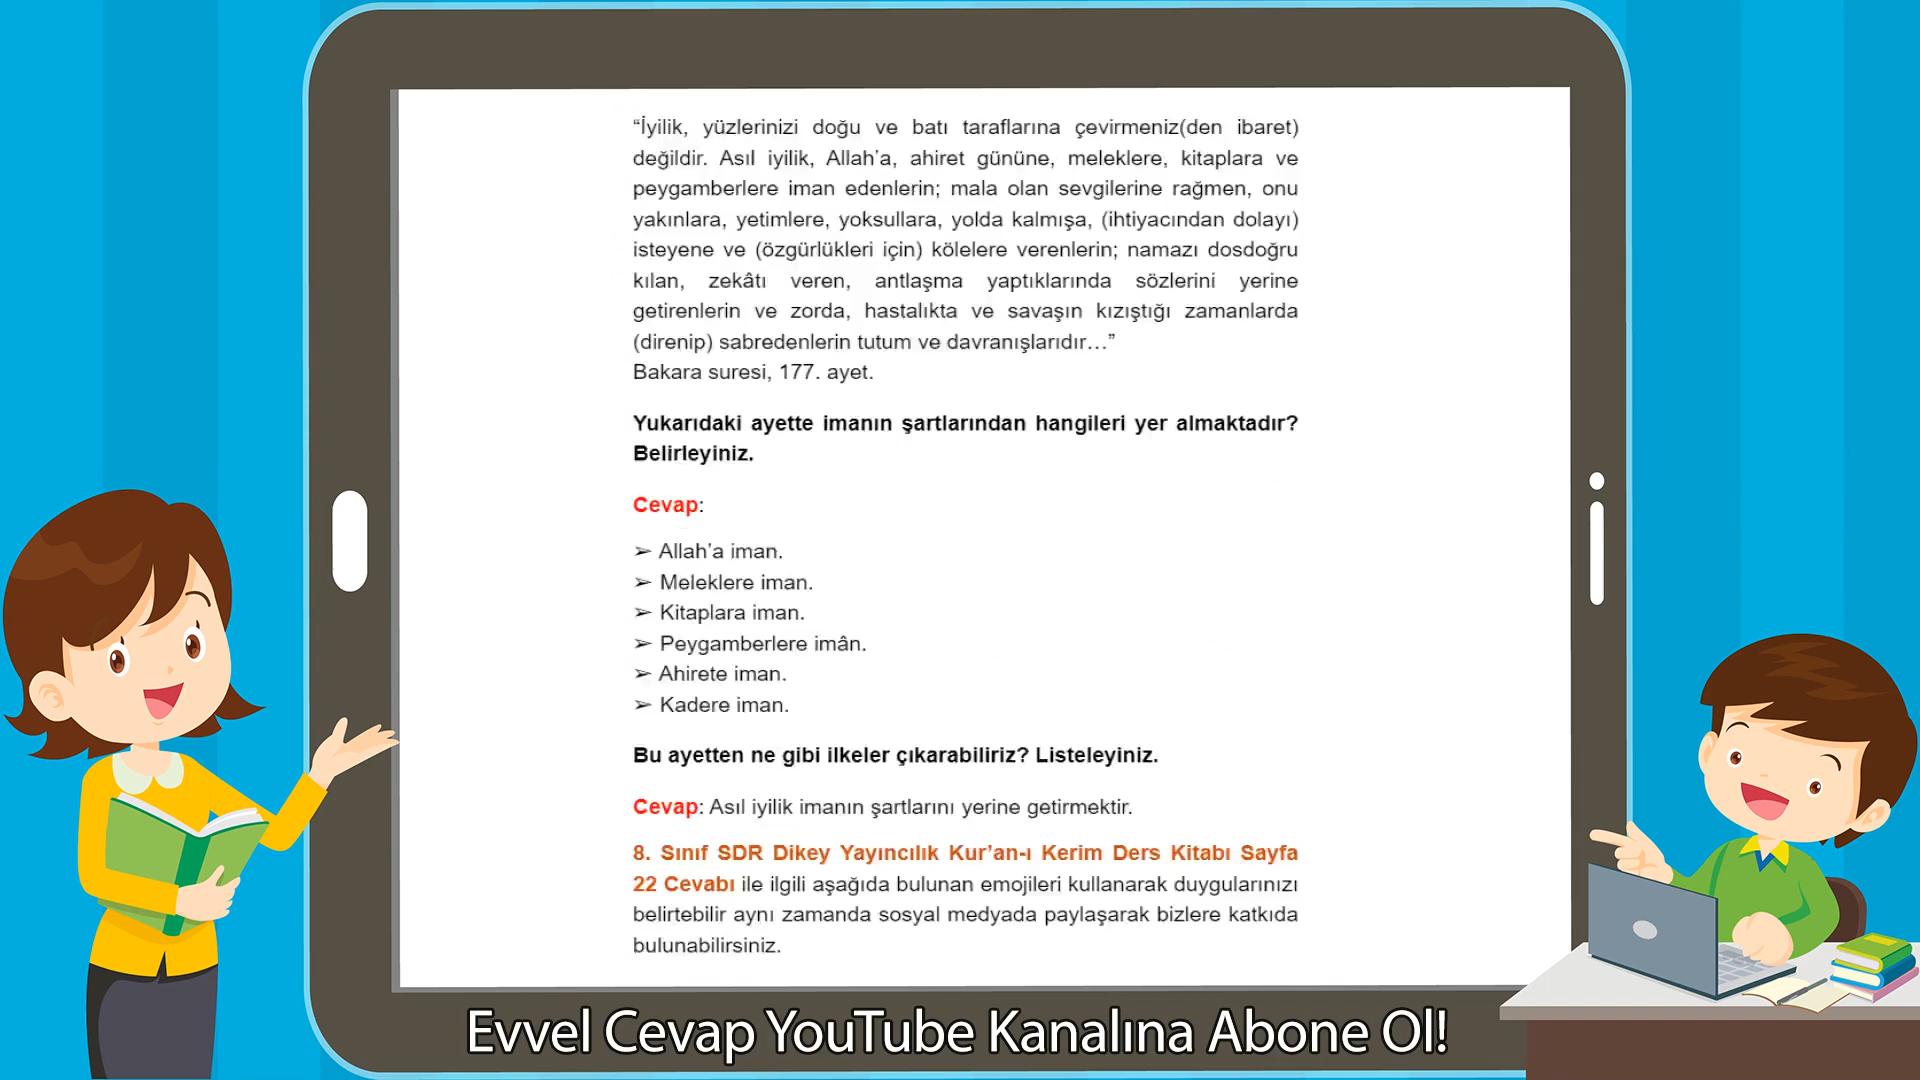 “İyilik, yüzlerinizi doğu ve batı taraflarına çevirmeniz(den ibaret)
değildir. Asıl iyilik, Allah’a, ahiret gününe, meleklere, kitaplara ve
peygamberlere iman edenlerin; mala olan sevgilerine rağmen, onu
yakınlara, yetimlere, yoksullara, yolda kalmışa, (ihtiyacından dolayı)
isteyene ve (özgürlükleri için) kölelere verenlerin; namazı dosdoğru
kılan, zekâtı veren, antlaşma yaptıklarında sözlerini yerine
getirenlerin ve zorda, hastalıkta ve savaşın kızıştığı zamanlarda
(direnip) sabredenlerin tutum ve davranışlarıdır…”
Bakara suresi, 177. ayet.
Yukarıdaki ayette imanın şartlarından hangileri yer almaktadır?
Belirleyiniz.
Cevap:
➢ Allah’a iman.
➢ Meleklere iman.
➢ Kitaplara iman.
➢ Peygamberlere imân.
➢ Ahirete iman.
➢ Kadere iman.
Bu ayetten ne gibi ilkeler çıkarabiliriz? Listeleyiniz.
Cevap: Asıl iyilik imanın şartlarını yerine getirmektir.
8. Sınıf SDR Dikey Yayıncılık Kur’an-ı Kerim Ders Kitabı Sayfa
22 Cevabı ile ilgili aşağıda bulunan emojileri kullanarak duygularınızı
belirtebilir aynı zamanda sosyal medyada paylaşarak bizlere katkıda
bulunabilirsiniz.
Evvel Cevap YouTube Kanalına Abone Ol!